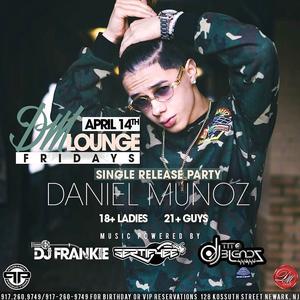 DM
APRIL 14TH
LOUNGE
FRIDAYS
SINGLE RELEASE PARTY
DANIEL MUÑOZ
18+ LADIES 21+ GUYS
MUSIC POWERED BY
DJ FRANKIE
917.260.9749/917-260-9749 FOR BIRTHDAY OR VIP RESERVATIONS 128 KOSSUTH STREET NEWARK, NJ